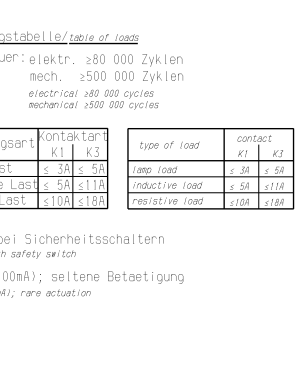 gstabelle/table of loads
uer: elektr. ≥80 000 Zyklen
mech. ≥500 000 Zyklen
electrical ≥80 000 cycles
mechanical ≥500 000 cycles
gsart Kontaktart
K1 K3
st ≤ 3A ≤ 5A
e Last ≤ 5A ≤11A
Last ≤10A ≤18A
type of load contact
K1 K3
lamp load ≤ 3A ≤ 5A
inductive load ≤ 5A ≤11A
resistive load ≤10A ≤18A
bei Sicherheitsschaltern
h safety switch
00mA); seltene Betaetigung
mA); rare actuation